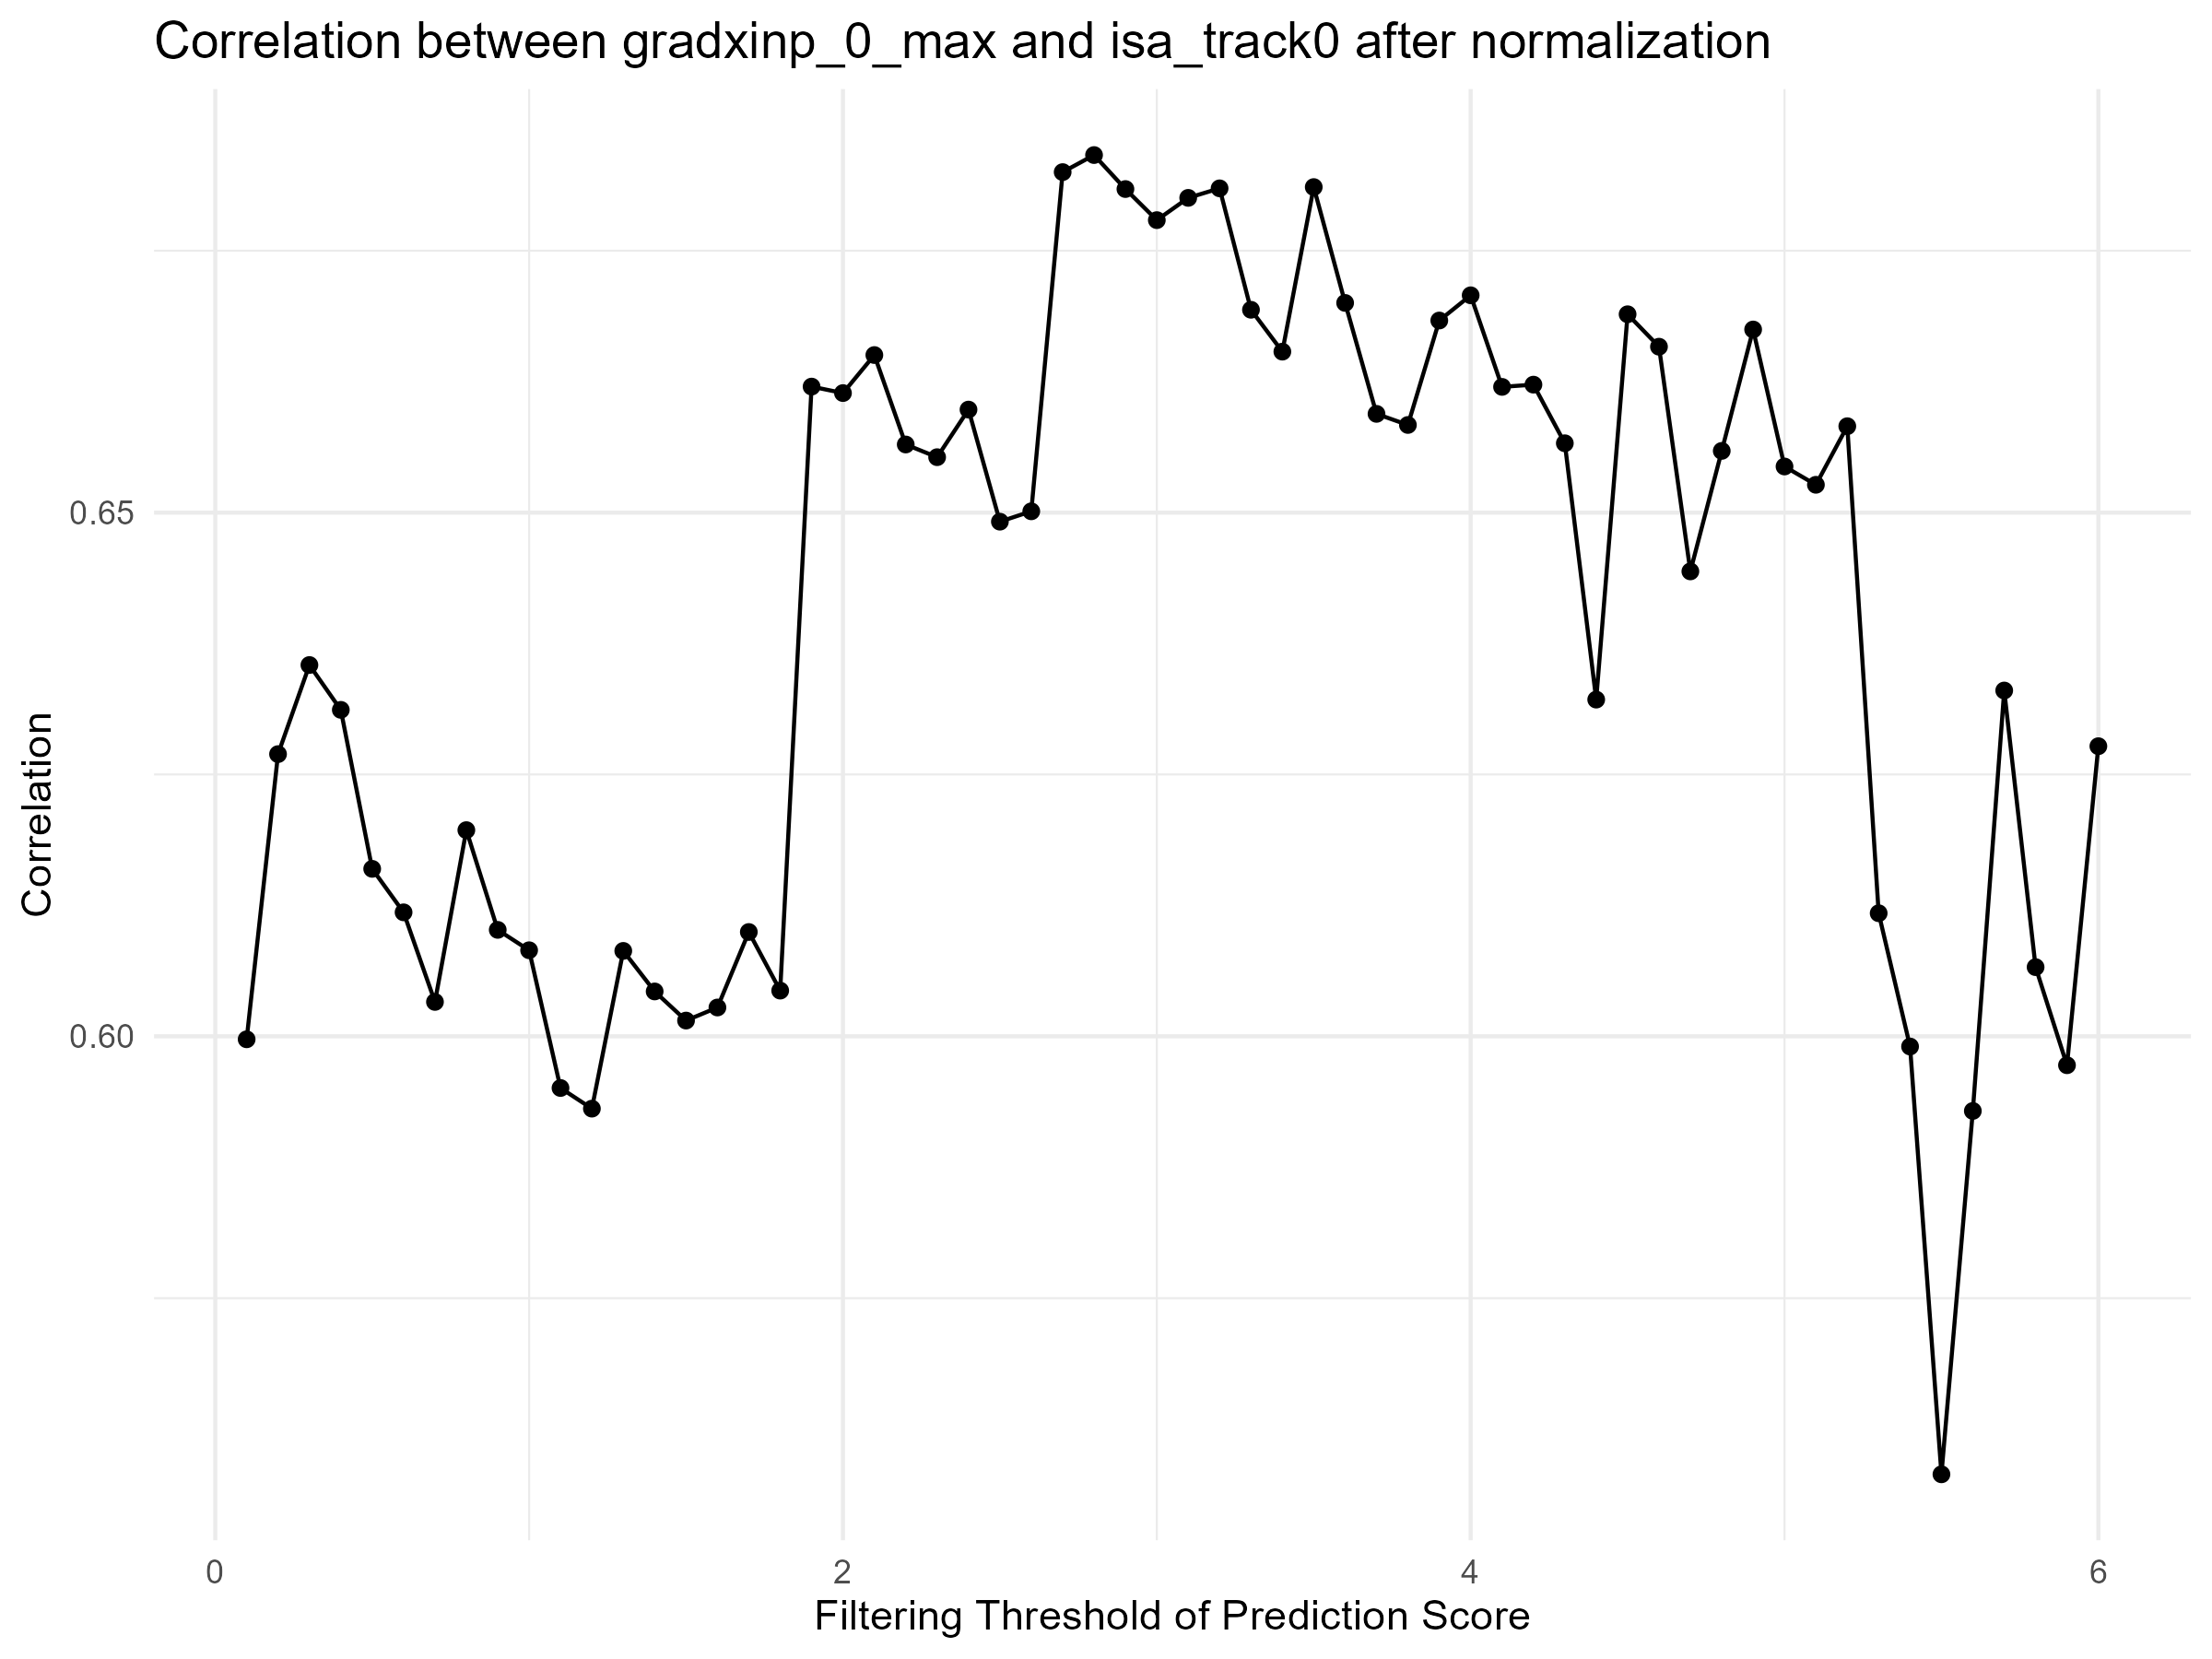 Correlation between gradxinp_0_max and isa_track0 after normalization
Correlation
0.65
0.60
0
2
4
6
Filtering Threshold of Prediction Score